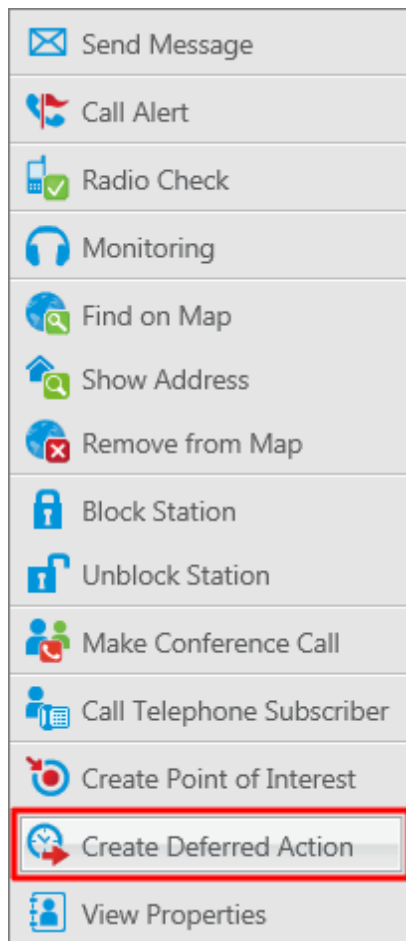 Send Message
Call Alert
Radio Check
Monitoring
Find on Map
Show Address
Remove from Map
Block Station
Unblock Station
Make Conference Call
Call Telephone Subscriber
Create Point of Interest
Create Deferred Action
View Properties